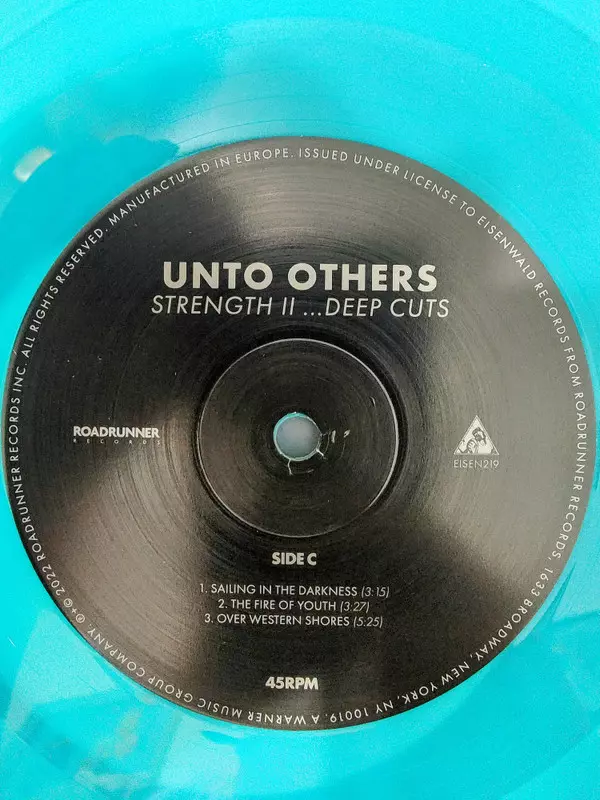 UNTO OTHERS
STRENGTH II ...DEEP CUTS
ROADRUNNER
RECORDS
EISEN219
SIDE C
1. SAILING IN THE DARKNESS (3:15)
2. THE FIRE OF YOUTH (3:27)
3. OVER WESTERN SHORES (5:25)
45RPM
℗+© 2022 ROADRUNNER RECORDS INC. ALL RIGHTS RESERVED. MANUFACTURED IN EUROPE. ISSUED UNDER LICENSE TO EISENWALD RECORDS FROM ROADRUNNER RECORDS, 1633 BROADWAY, NEW YORK, NY 10019. A WARNER MUSIC GROUP COMPANY.